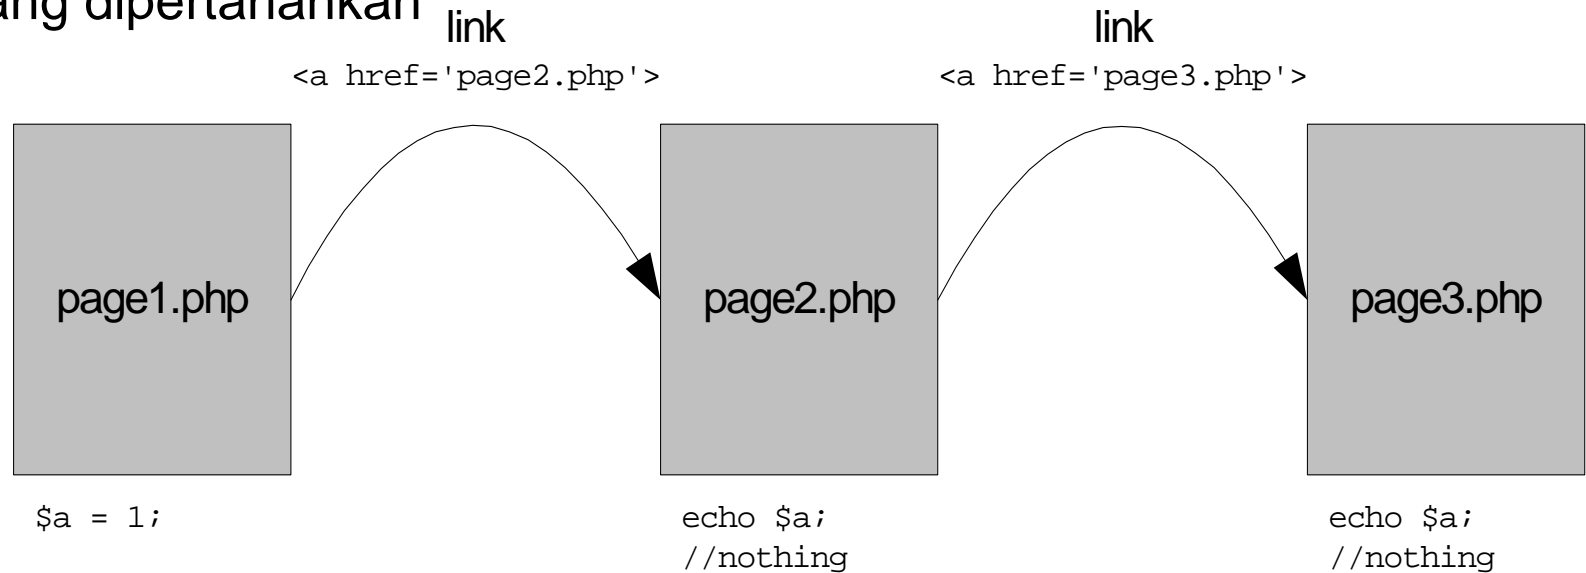 dipertahankan
link
link
<a href='page2.php'>
<a href='page3.php'>
page1.php
page2.php
page3.php
$a = 1;
echo $a;
echo $a;
//nothing
//nothing